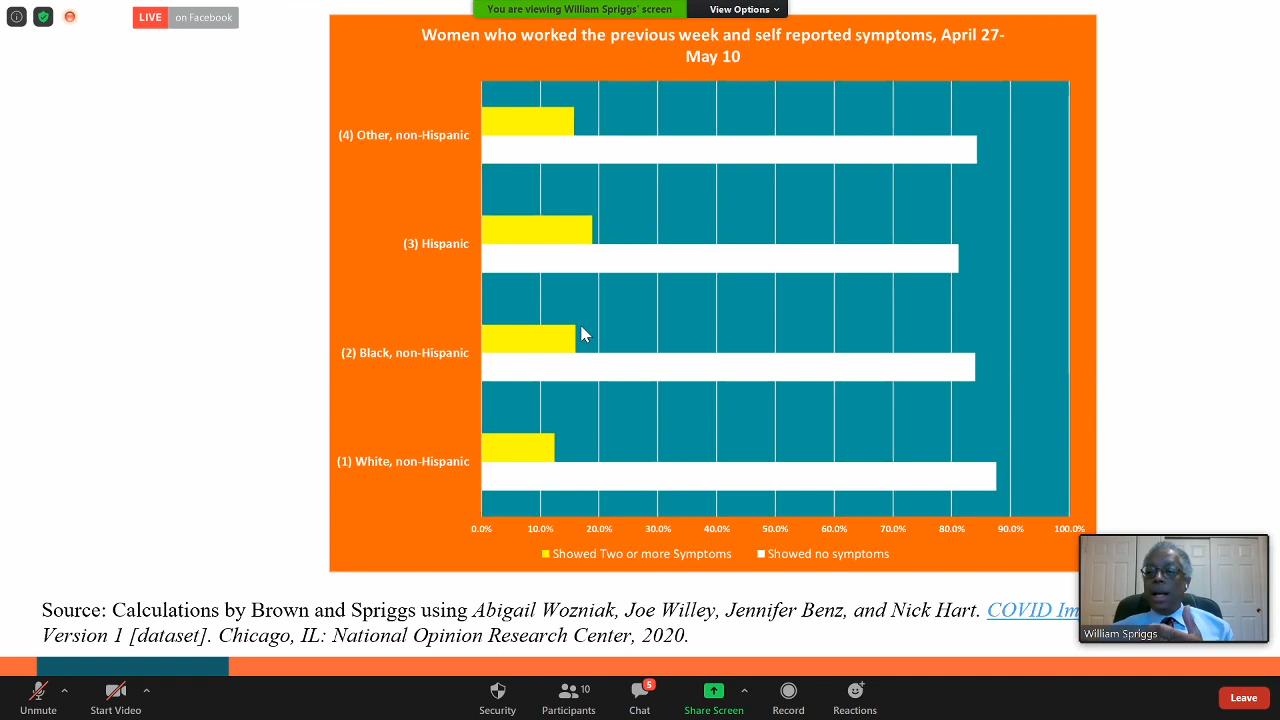 LIVE on Facebook
You are viewing William Spriggs' screen
View Options
Women who worked the previous week and self reported symptoms, April 27-
May 10
(4) Other, non-Hispanic
(3) Hispanic
(2) Black, non-Hispanic
(1) White, non-Hispanic
0.0% 10.0% 20.0% 30.0% 40.0% 50.0% 60.0% 70.0% 80.0% 90.0% 100.0%
Showed Two or more Symptoms Showed no symptoms
Source: Calculations by Brown and Spriggs using Abigail Wozniak, Joe Willey, Jennifer Benz, and Nick Hart. COVID Im
Version 1 [dataset]. Chicago, IL: National Opinion Research Center, 2020.
William Spriggs
Unmute
Start Video
Security
Participants 10
Chat 5
Share Screen
Record
Reactions
Leave